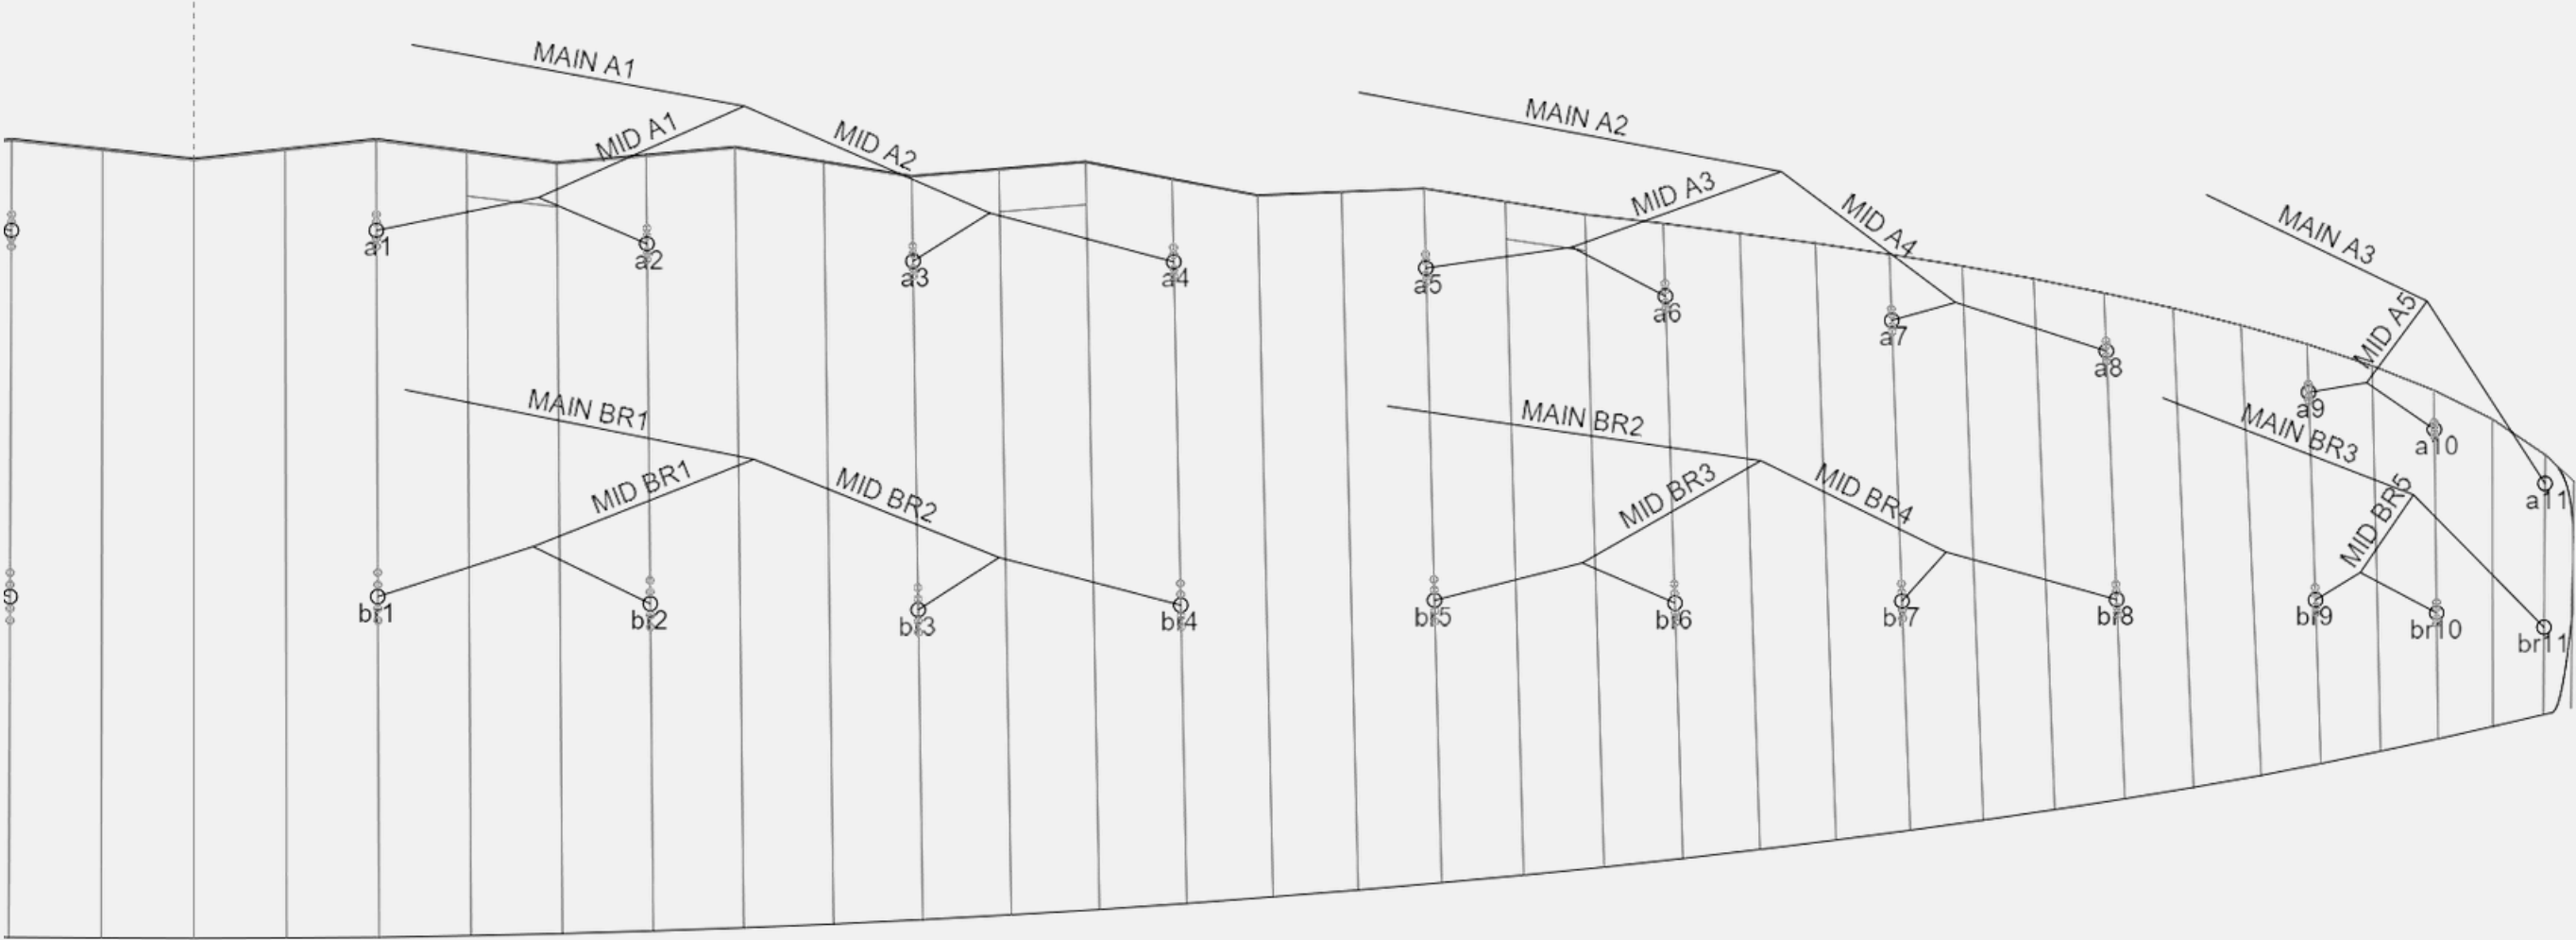 MAIN A1
MID A1
MID A2
a1
a2
a3
a4
MAIN A2
MID A3
MID A4
a5
a6
a7
a8
MAIN A3
MID A5
a9
a10
a11
MAIN BR1
MID BR1
MID BR2
br1
br2
br3
br4
MAIN BR2
MID BR3
MID BR4
br5
br6
br7
br8
MAIN BR3
MID BR5
br9
br10
br11